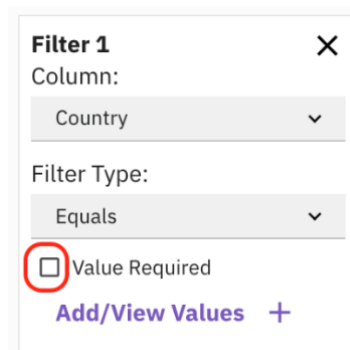 Filter 1
Column:
Country
Filter Type:
Equals
Value Required
Add/View Values +